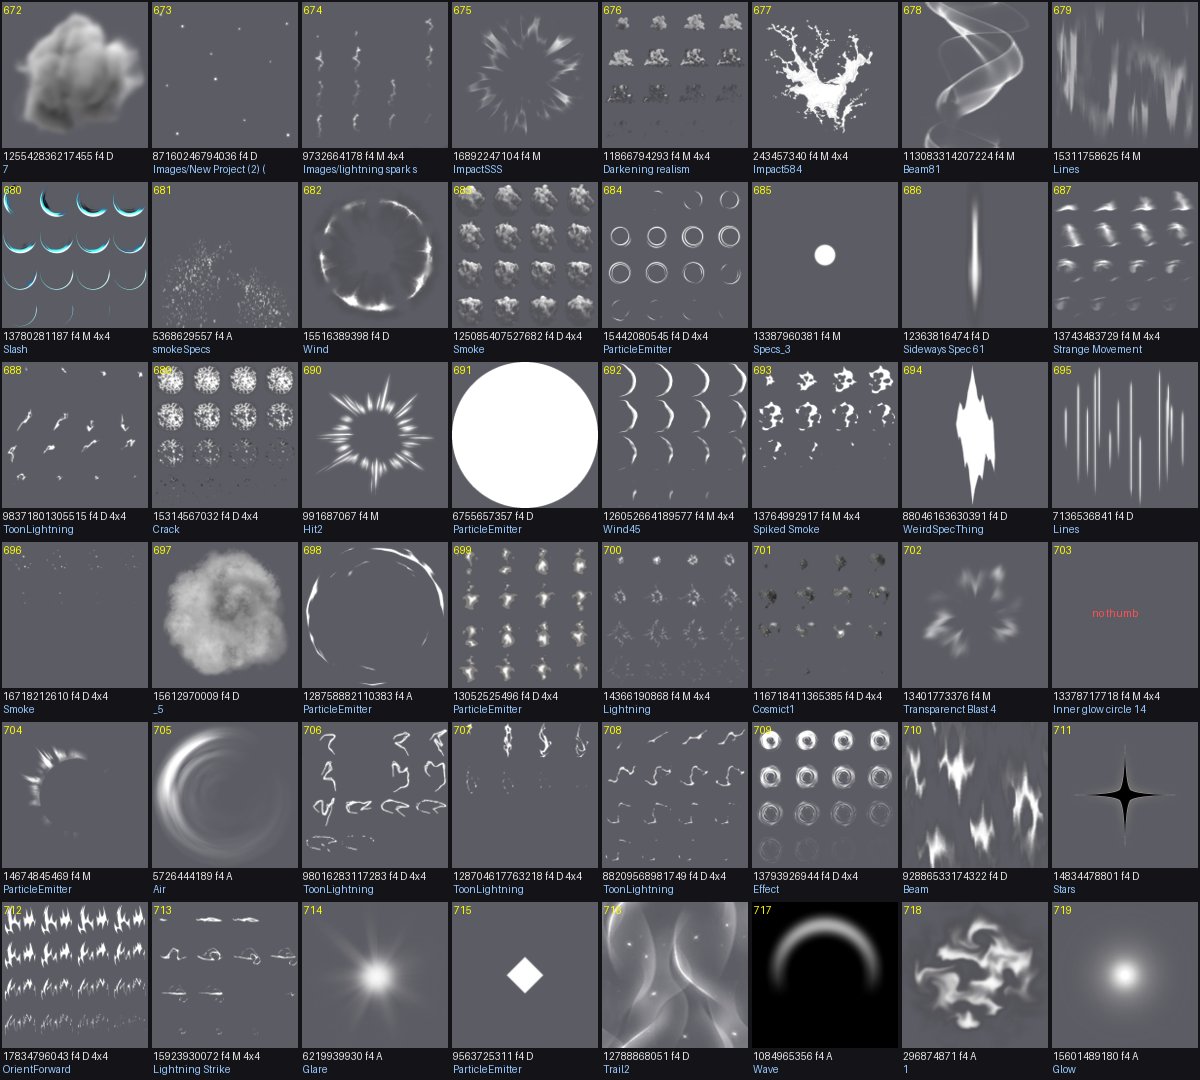 672 673 674 675 676 677 678 679
125542836217455 f4 D 87160246794036 f4 D 9732664178 f4 M 4x4 16892247104 f4 M 11866794293 f4 M 4x4 243457340 f4 M 4x4 113083314207224 f4 M 15311758625 f4 M
7 Images/New Project (2) ( Images/lightning spark s ImpactSSS Darkening realism Impact584 Beam81 Lines
680 681 682 683 684 685 686 687
13780281187 f4 M 4x4 5368629557 f4 A 15516389398 f4 D 125085407527682 f4 D 4x4 15442080545 f4 D 4x4 13387960381 f4 M 12363816474 f4 D 13743483729 f4 M 4x4
Slash smokeSpecs Wind Smoke ParticleEmitter Specs_3 Sideways Spec 61 Strange Movement
688 689 690 691 692 693 694 695
98371801305515 f4 D 4x4 15314567032 f4 D 4x4 991687067 f4 M 6755657357 f4 D 126052664189577 f4 M 4x4 13764992917 f4 M 4x4 88046163630391 f4 D 7136536841 f4 D
ToonLightning Crack Hit2 ParticleEmitter Wind45 Spiked Smoke WeirdSpecThing Lines
696 697 698 699 700 701 702 703
no thumb
16718212610 f4 D 4x4 15612970009 f4 D 128758882110383 f4 A 13052525496 f4 D 4x4 14366190868 f4 M 4x4 116718411365385 f4 D 4x4 13401773376 f4 M 13378717718 f4 M 4x4
Smoke _5 ParticleEmitter ParticleEmitter Lightning Cosmict1 Transparenct Blast 4 Inner glow circle 14
704 705 706 707 708 709 710 711
14674845469 f4 M 5726444189 f4 A 98016283117283 f4 D 4x4 128704617763218 f4 D 4x4 88209568981749 f4 D 4x4 13793926944 f4 D 4x4 92886533174322 f4 D 14834478801 f4 D
ParticleEmitter Air ToonLightning ToonLightning ToonLightning Effect Beam Stars
712 713 714 715 716 717 718 719
17834796043 f4 D 4x4 15923930072 f4 M 4x4 6219939930 f4 A 9563725311 f4 D 12788868051 f4 D 1084965356 f4 A 296874871 f4 A 15601489180 f4 A
OrientForward Lightning Strike Glare ParticleEmitter Trail2 Wave 1 Glow